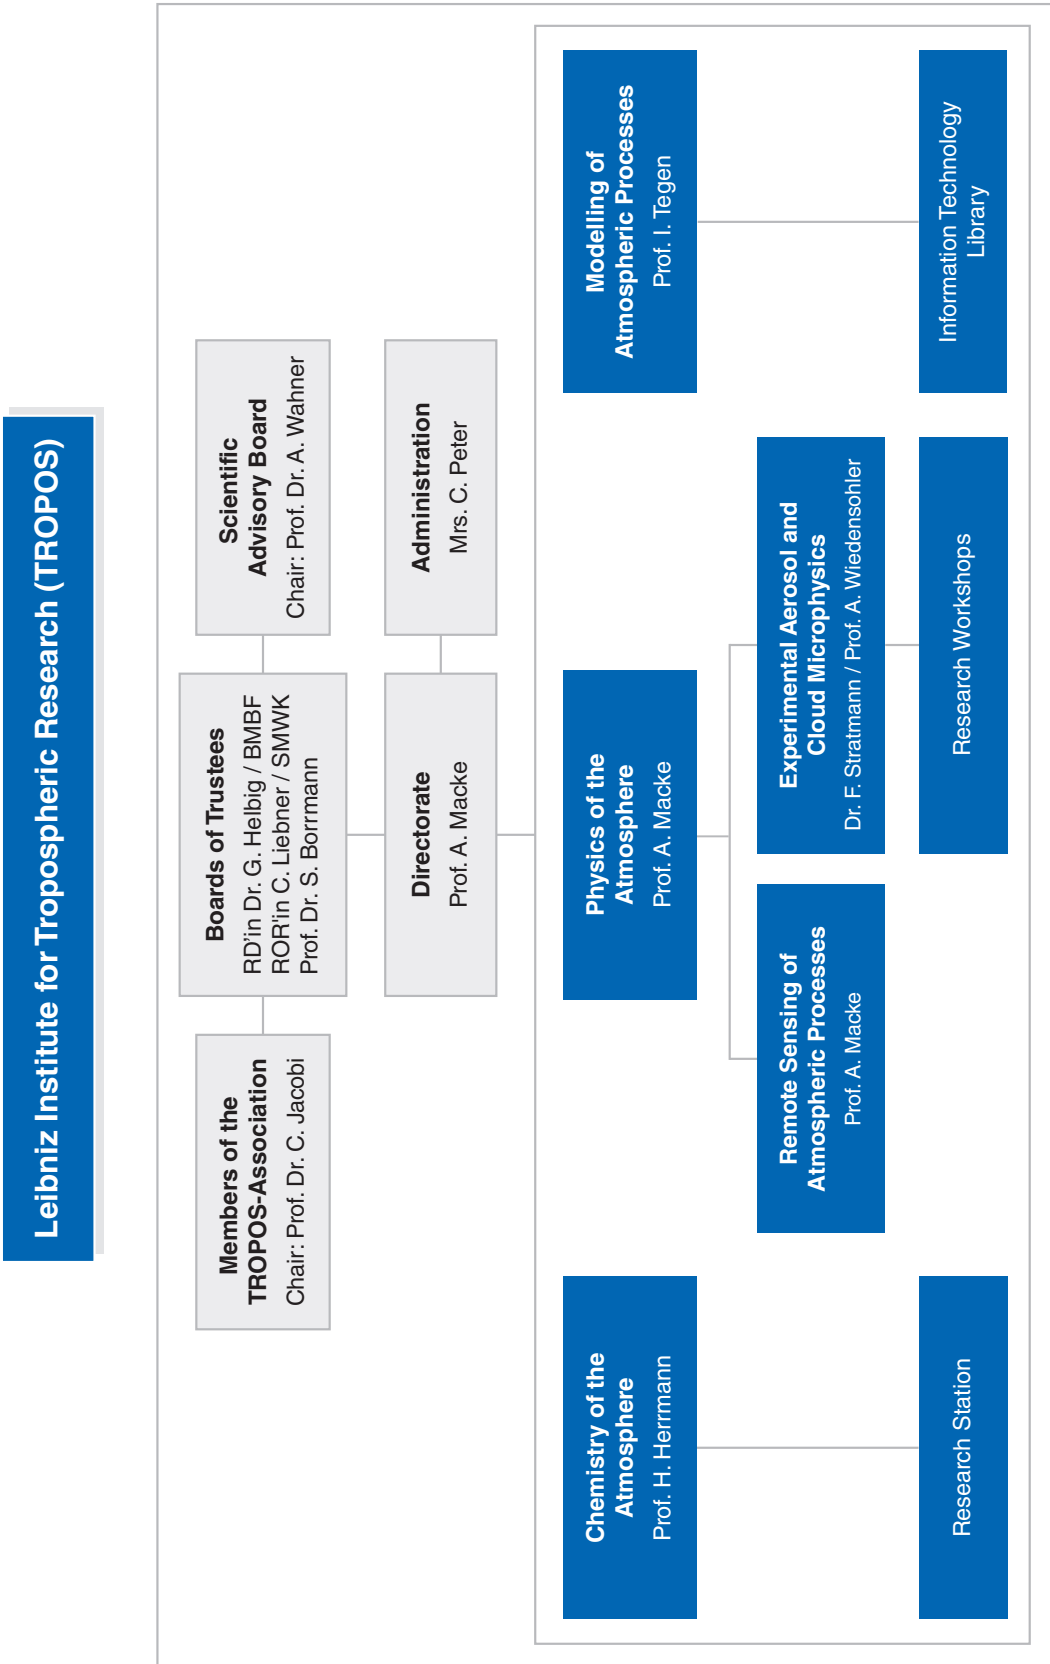 Leibniz Institute for Tropospheric Research (TROPOS)
Members of the
TROPOS-Association
Chair: Prof. Dr. C. Jacobi
Boards of Trustees
RD'in Dr. G. Helbig / BMBF
ROR'in C. Liebner / SMWK
Prof. Dr. S. Borrmann
Scientific
Advisory Board
Chair: Prof. Dr. A. Wahner
Directorate
Prof. A. Macke
Administration
Mrs. C. Peter
Chemistry of the
Atmosphere
Prof. H. Herrmann
Physics of the
Atmosphere
Prof. A. Macke
Modelling of
Atmospheric Processes
Prof. I. Tegen
Remote Sensing of
Atmospheric Processes
Prof. A. Macke
Experimental Aerosol and
Cloud Microphysics
Dr. F. Stratmann / Prof. A. Wiedensohler
Research Station
Research Workshops
Information Technology
Library